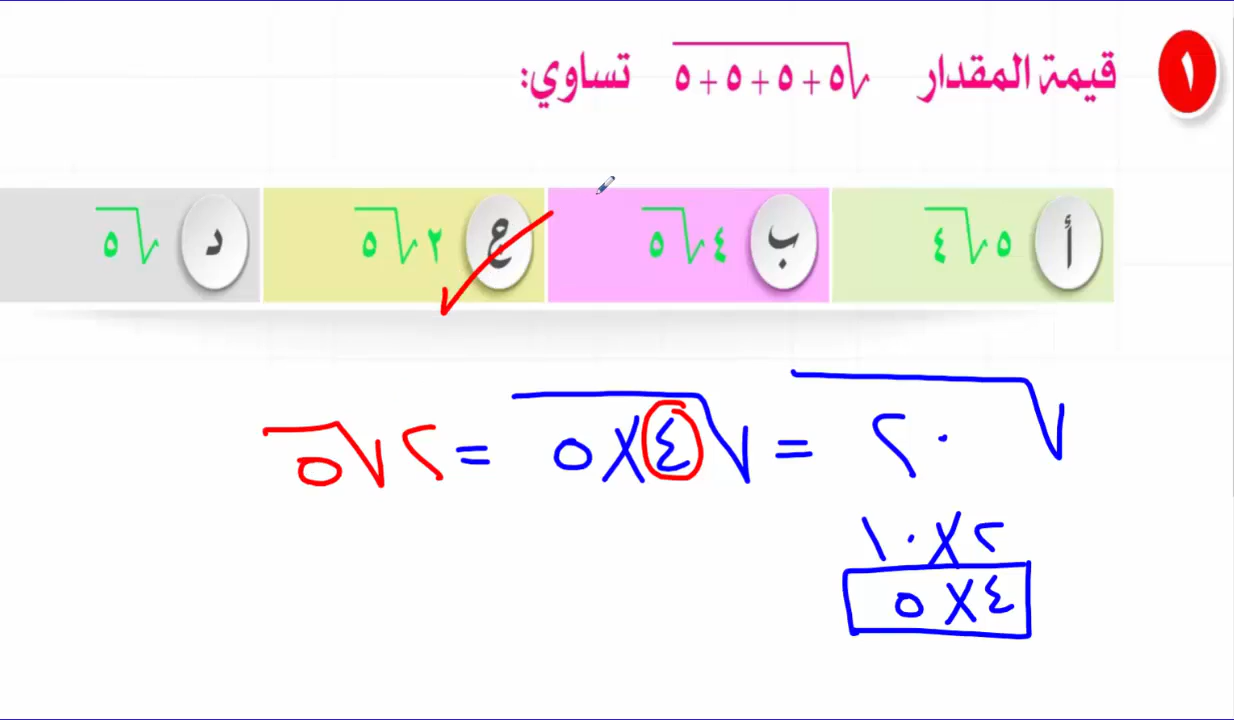 ١ قيمة المقدار √٥ + ٥ + ٥ + ٥ تساوي:
أ ٥√٤ ب ٤√٥ ج ٢√٥ د √٥
√٢٠ = √٤×٥ = ٢√٥
٢×١٠
٤×٥